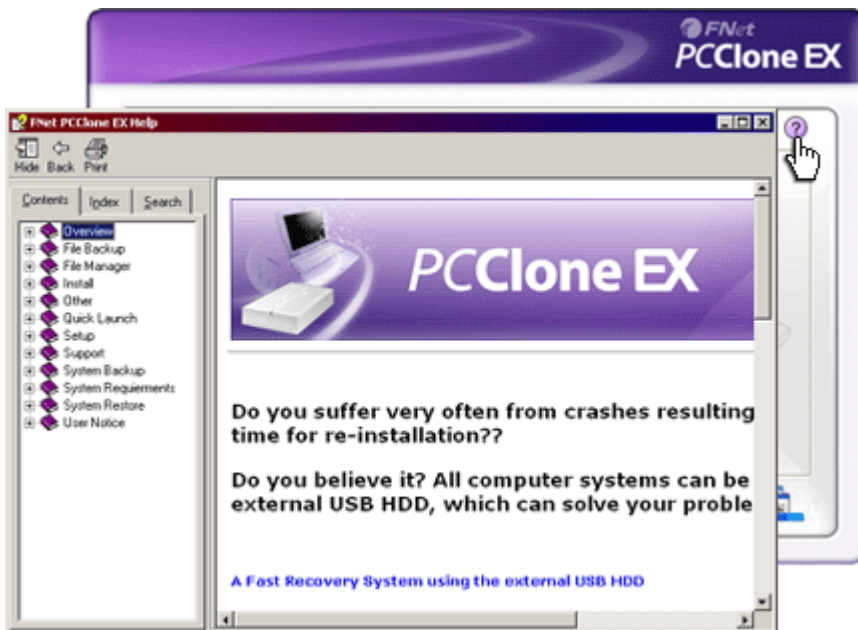 FNet
PCClone EX
FNet PCClone EX Help
Hide Back Print
Contents Index Search
Overview
File Backup
File Manager
Install
Other
Quick Launch
Setup
Support
System Backup
System Requierments
System Restore
User Notice
PCClone EX
Do you suffer very often from crashes resulting
time for re-installation??
Do you believe it? All computer systems can be
external USB HDD, which can solve your proble
A Fast Recovery System using the external USB HDD